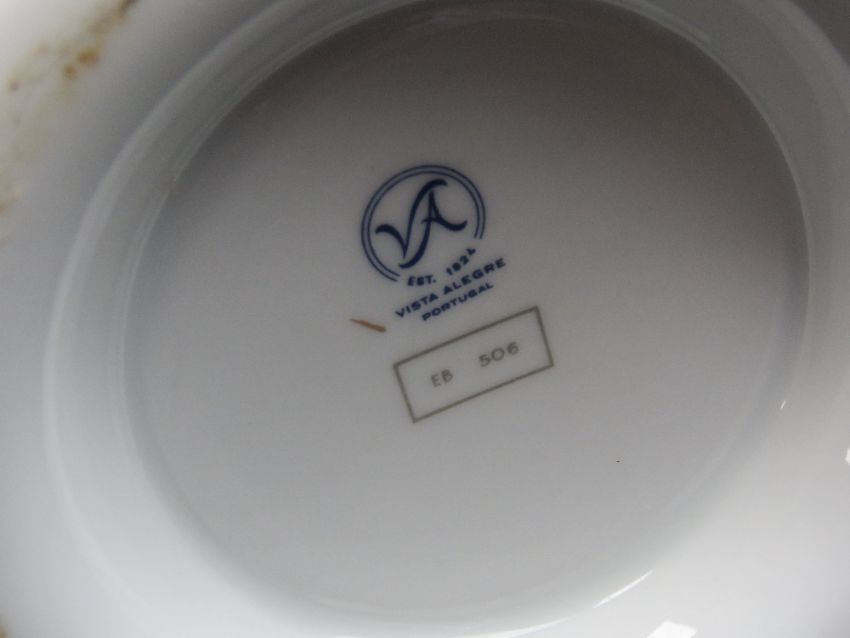 VA
EST. 1824
VISTA ALEGRE
PORTUGAL
EB 506